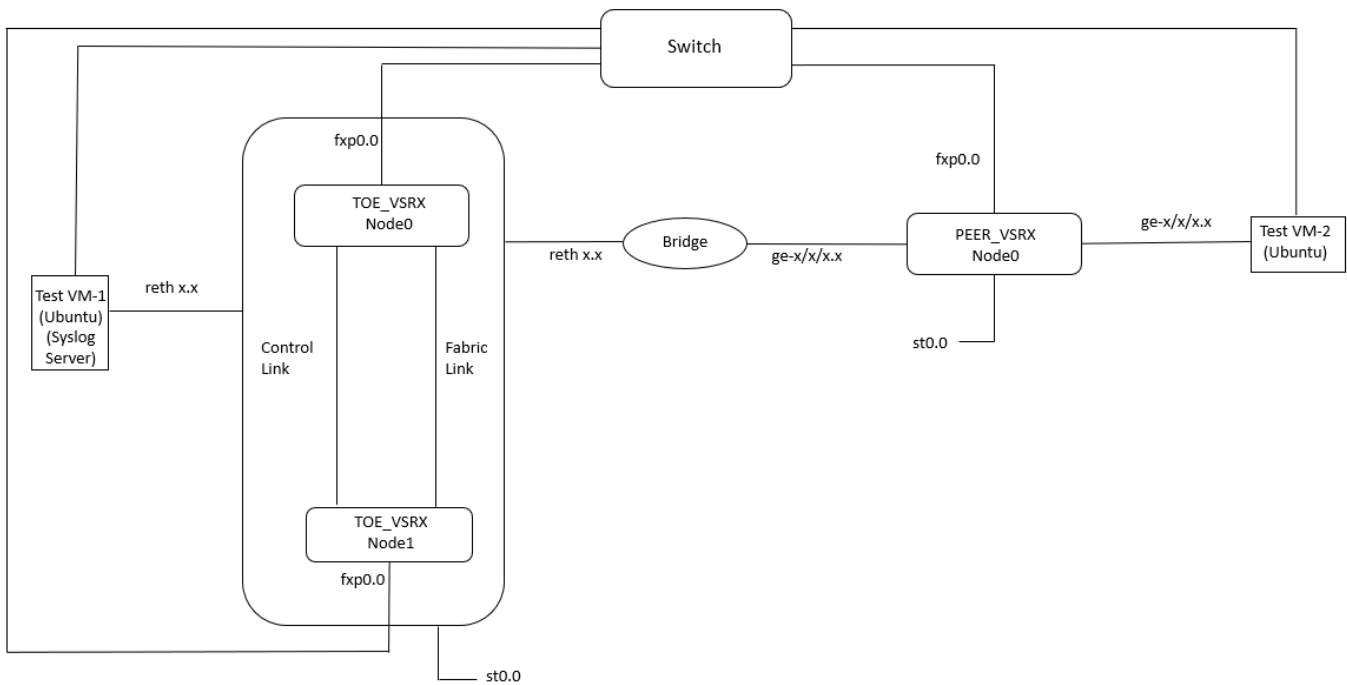 Switch
fxp0.0
fxp0.0
TOE_VSRX
Node0
ge-x/x/x.x
PEER_VSRX
Node0
Test VM-2
(Ubuntu)
Bridge
reth x.x
ge-x/x/x.x
reth x.x
Test VM-1
(Ubuntu)
(Syslog
Server)
Control
Link
Fabric
Link
st0.0
TOE_VSRX
Node1
fxp0.0
st0.0